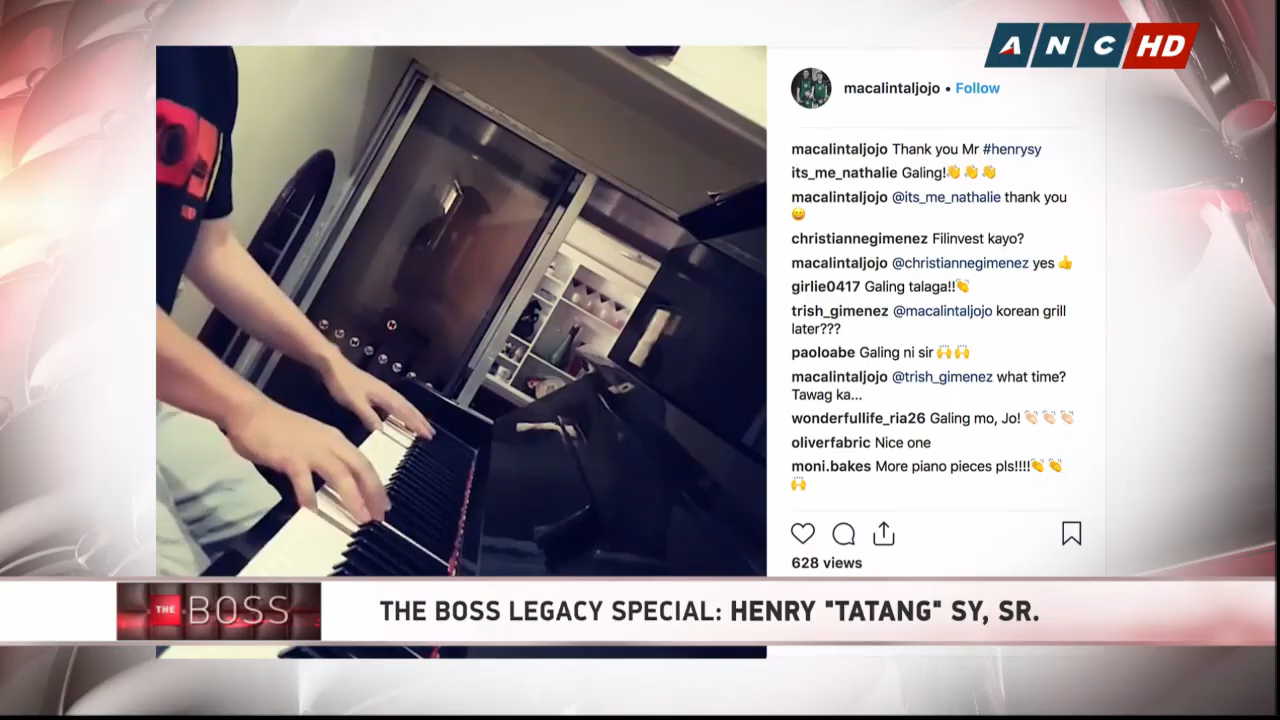 ANC HD
macalintaljojo • Follow
macalintaljojo Thank you Mr #henrysy
its_me_nathalie Galing!👏👏👏
macalintaljojo @its_me_nathalie thank you
😀
christiannegimenez Filinvest kayo?
macalintaljojo @christiannegimenez yes 👍
girlie0417 Galing talaga!!👏
trish_gimenez @macalintaljojo korean grill
later???
paoloabe Galing ni sir 🙌🙌
macalintaljojo @trish_gimenez what time?
Tawag ka...
wonderfullife_ria26 Galing mo, Jo! 👏🏻👏🏻👏🏻
oliverfabric Nice one
moni.bakes More piano pieces pls!!!!👏👏
🙌
628 views
THE BOSS
THE BOSS LEGACY SPECIAL: HENRY "TATANG" SY, SR.